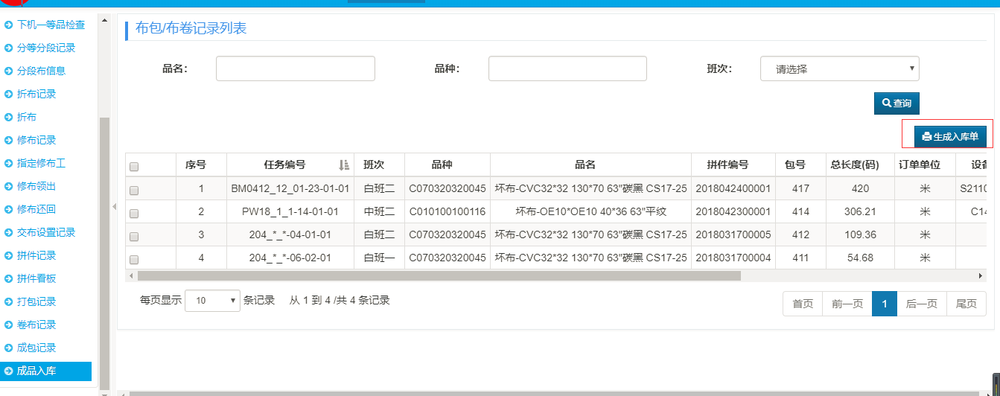 下机一等品检查
分等分段记录
分段布信息
折布记录
折布
修布记录
指定修布工
修布领出
修布还回
交布设置记录
拼件记录
拼件看板
打包记录
卷布记录
成包记录
成品入库
布包/布卷记录列表
品名: 品种: 班次: 请选择
查询
生成入库单
序号 任务编号 班次 品种 品名 拼件编号 包号 总长度(码) 订单单位 设备
1 BM0412_12_01-23-01-01 白班二 C070320320045 坯布-CVC32*32 130*70 63"碳黑 CS17-25 2018042400001 417 420 米 S2110
2 PW18_1_1-14-01-01 中班二 C010100100116 坯布-OE10*OE10 40*36 63"平纹 2018042300001 414 306.21 米 C14
3 204_*_*-04-01-01 白班二 C070320320045 坯布-CVC32*32 130*70 63"碳黑 CS17-25 2018031700005 412 109.36 米
4 204_*_*-06-02-01 白班一 C070320320045 坯布-CVC32*32 130*70 63"碳黑 CS17-25 2018031700004 411 54.68 米
每页显示 10 条记录 从 1 到 4 /共 4 条记录
首页 前一页 1 后一页 尾页